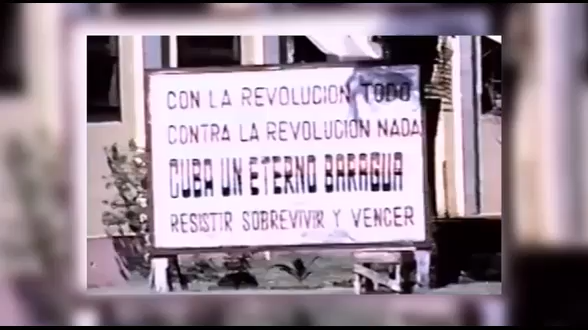 CON LA REVOLUCION TODO
CONTRA LA REVOLUCION NADA
CUBA UN ETERNO BARAGUA
RESISTIR SOBREVIVIR Y VENCER